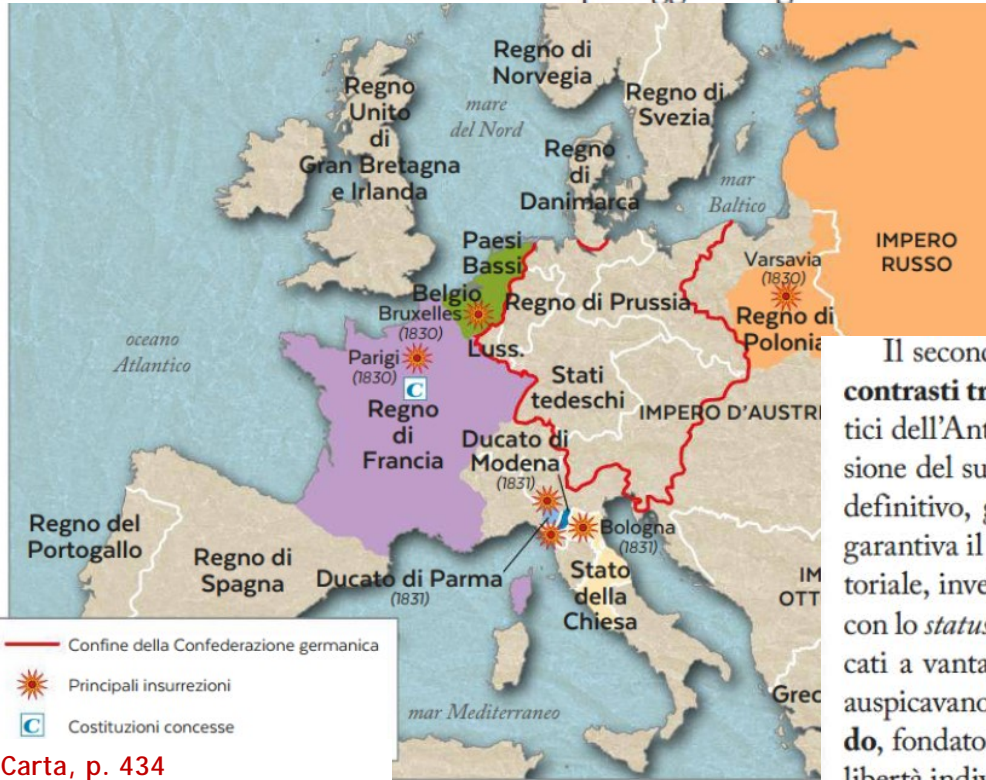 Regno di
Norvegia
Regno di
Svezia
Regno
Unito
di
Gran Bretagna
e Irlanda
mare
del Nord
Regno
di
Danimarca
mar
Baltico
IMPERO
RUSSO
Varsavia
(1830)
Regno di
Polonia
Paesi
Bassi
Belgio
Bruxelles
(1830)
Regno di Prussia
Luss.
oceano
Atlantico
Parigi
(1830)
C
Regno
di
Francia
Stati
tedeschi
IMPERO D'AUSTRI
Ducato di
Modena
(1831)
Bologna
(1831)
Regno del
Portogallo
Regno di
Spagna
Ducato di Parma
(1831)
Stato
della
Chiesa
IM
OTT
Grec
mar Mediterraneo
Confine della Confederazione germanica
Principali insurrezioni
C Costituzioni concesse
Carta, p. 434
Il second
contrasti tr
tici dell'Ant
sione del su
definitivo, g
garantiva il
toriale, inve
con lo status
cati a vanta
auspicavano
do, fondato
libertà indiv